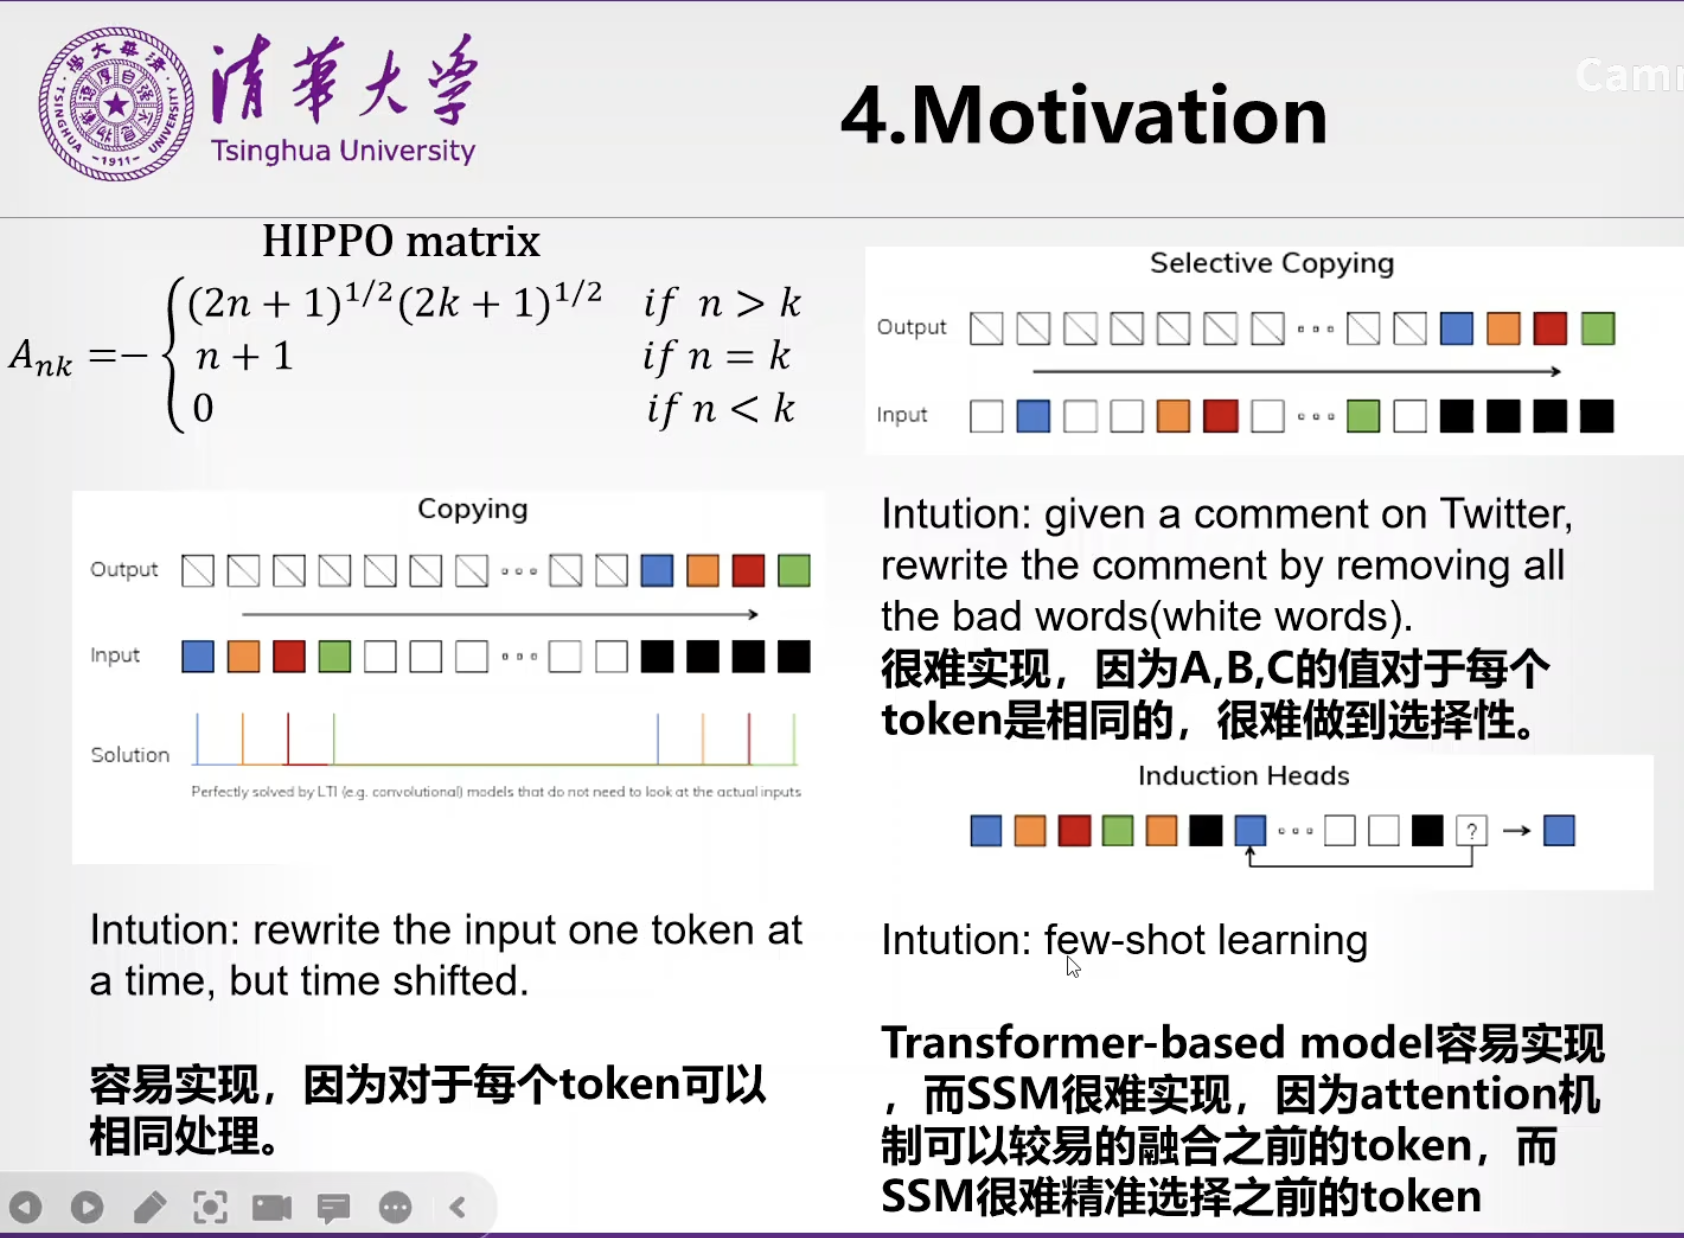 清華大学
Tsinghua University
TSINGHUA UNIVERSITY
-1911-
4.Motivation
HIPPO matrix
A_{nk} =- { (2n + 1)^{1/2}(2k + 1)^{1/2} if n > k
n + 1 if n = k
0 if n < k
Copying
Output
Input
Solution
Perfectly solved by LTI (e.g. convolutional) models that do not need to look at the actual inputs
Intution: rewrite the input one token at
a time, but time shifted.
容易实现，因为对于每个token可以
相同处理。
Selective Copying
Output
Input
Intution: given a comment on Twitter,
rewrite the comment by removing all
the bad words(white words).
很难实现，因为A,B,C的值对于每个
token是相同的，很难做到选择性。
Induction Heads
?
Intution: few-shot learning
Transformer-based model容易实现
，而SSM很难实现，因为attention机
制可以较易的融合之前的token，而
SSM很难精准选择之前的token